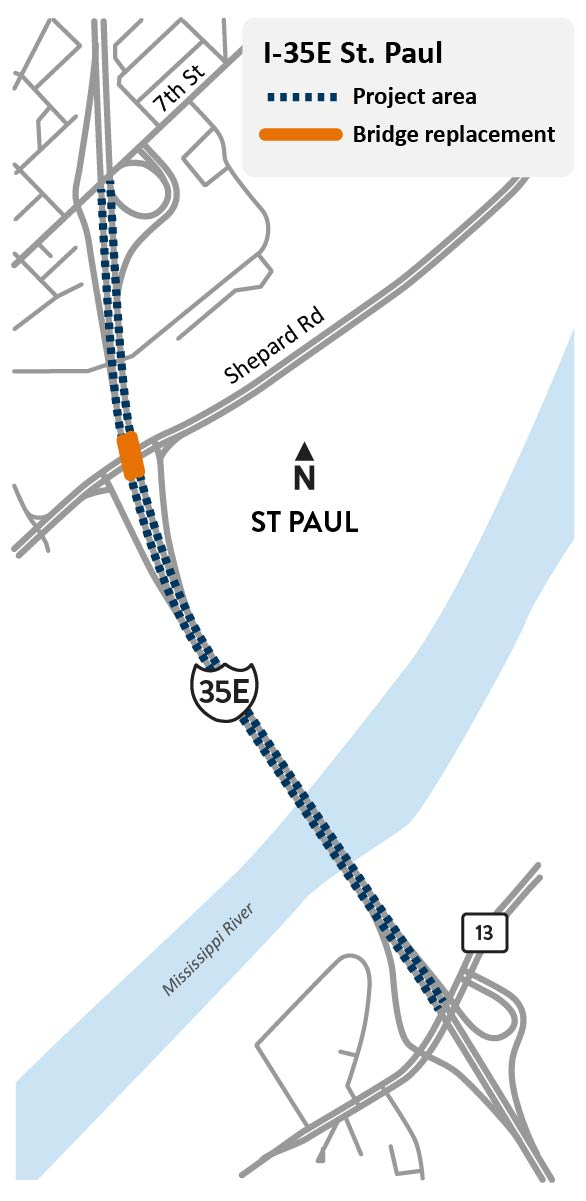 I-35E St. Paul
Project area
Bridge replacement
7th St
Shepard Rd
N
ST PAUL
35E
Mississippi River
13